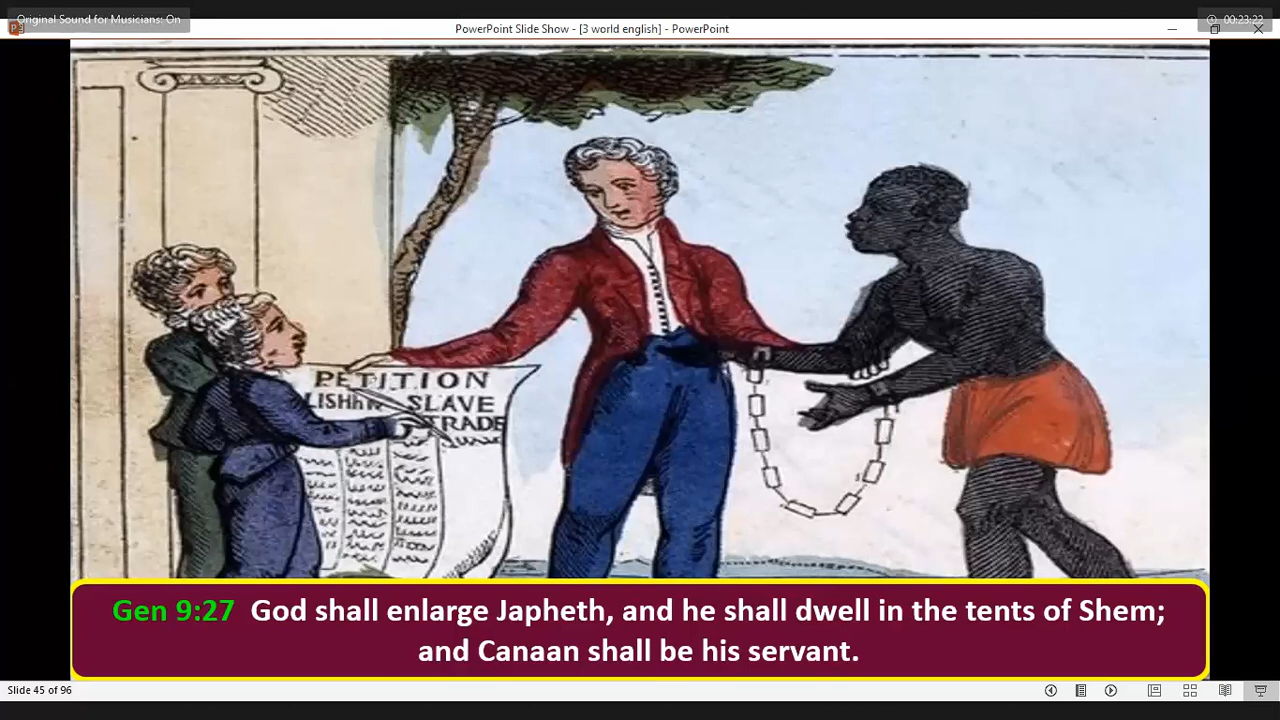 Original Sound for Musicians: On
00:23:22
PowerPoint Slide Show - [3 world english] - PowerPoint
PETITION
SLAVE
TRADE
Gen 9:27 God shall enlarge Japheth, and he shall dwell in the tents of Shem;
and Canaan shall be his servant.
Slide 45 of 96